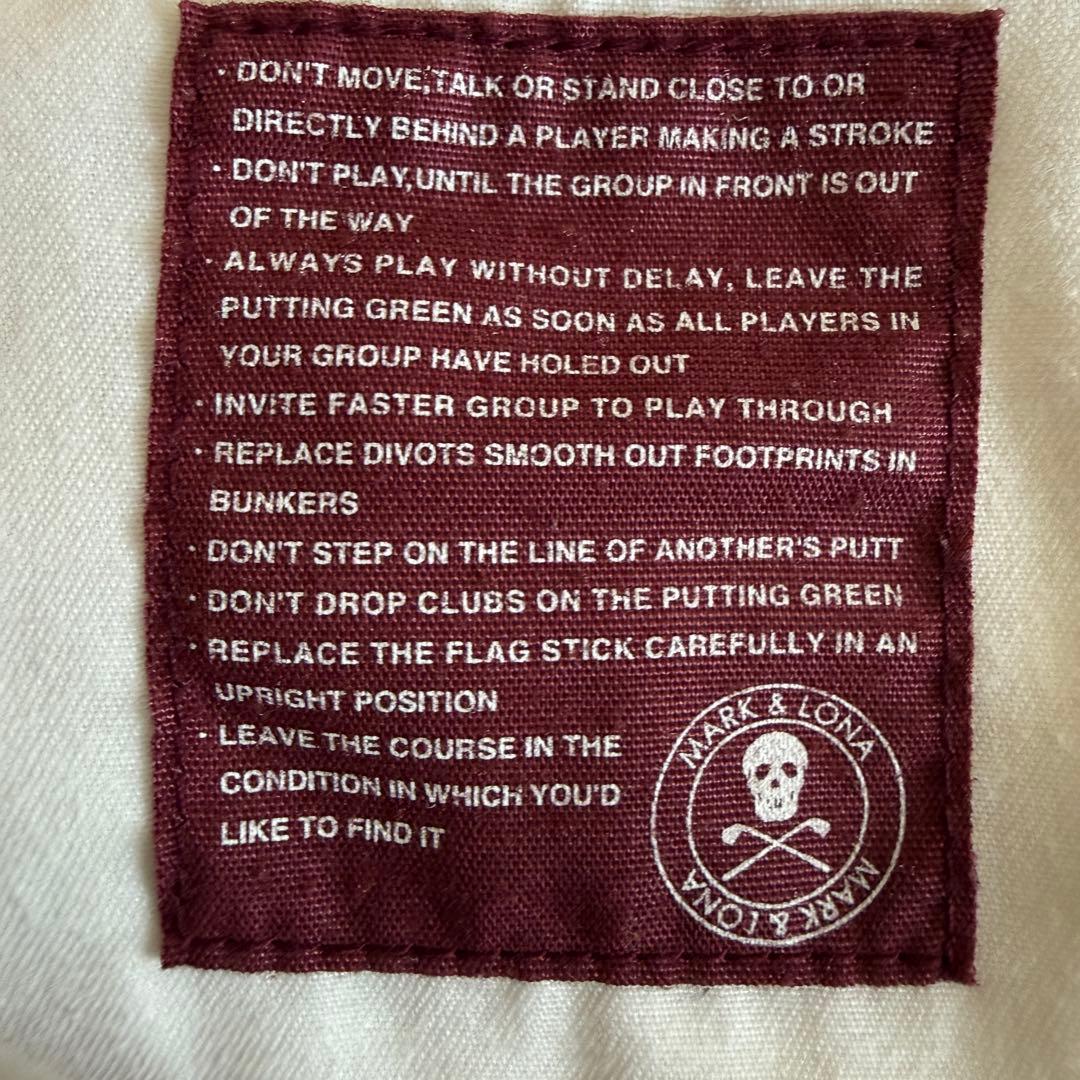 · DON'T MOVE,TALK OR STAND CLOSE TO OR
DIRECTLY BEHIND A PLAYER MAKING A STROKE
· DON'T PLAY,UNTIL THE GROUP IN FRONT IS OUT
OF THE WAY
· ALWAYS PLAY WITHOUT DELAY, LEAVE THE
PUTTING GREEN AS SOON AS ALL PLAYERS IN
YOUR GROUP HAVE HOLED OUT
· INVITE FASTER GROUP TO PLAY THROUGH
· REPLACE DIVOTS SMOOTH OUT FOOTPRINTS IN
BUNKERS
· DON'T STEP ON THE LINE OF ANOTHER'S PUTT
· DON'T DROP CLUBS ON THE PUTTING GREEN
· REPLACE THE FLAG STICK CAREFULLY IN AN
UPRIGHT POSITION
· LEAVE THE COURSE IN THE
CONDITION IN WHICH YOU'D
LIKE TO FIND IT
MARK & LONA
MARK & LONA